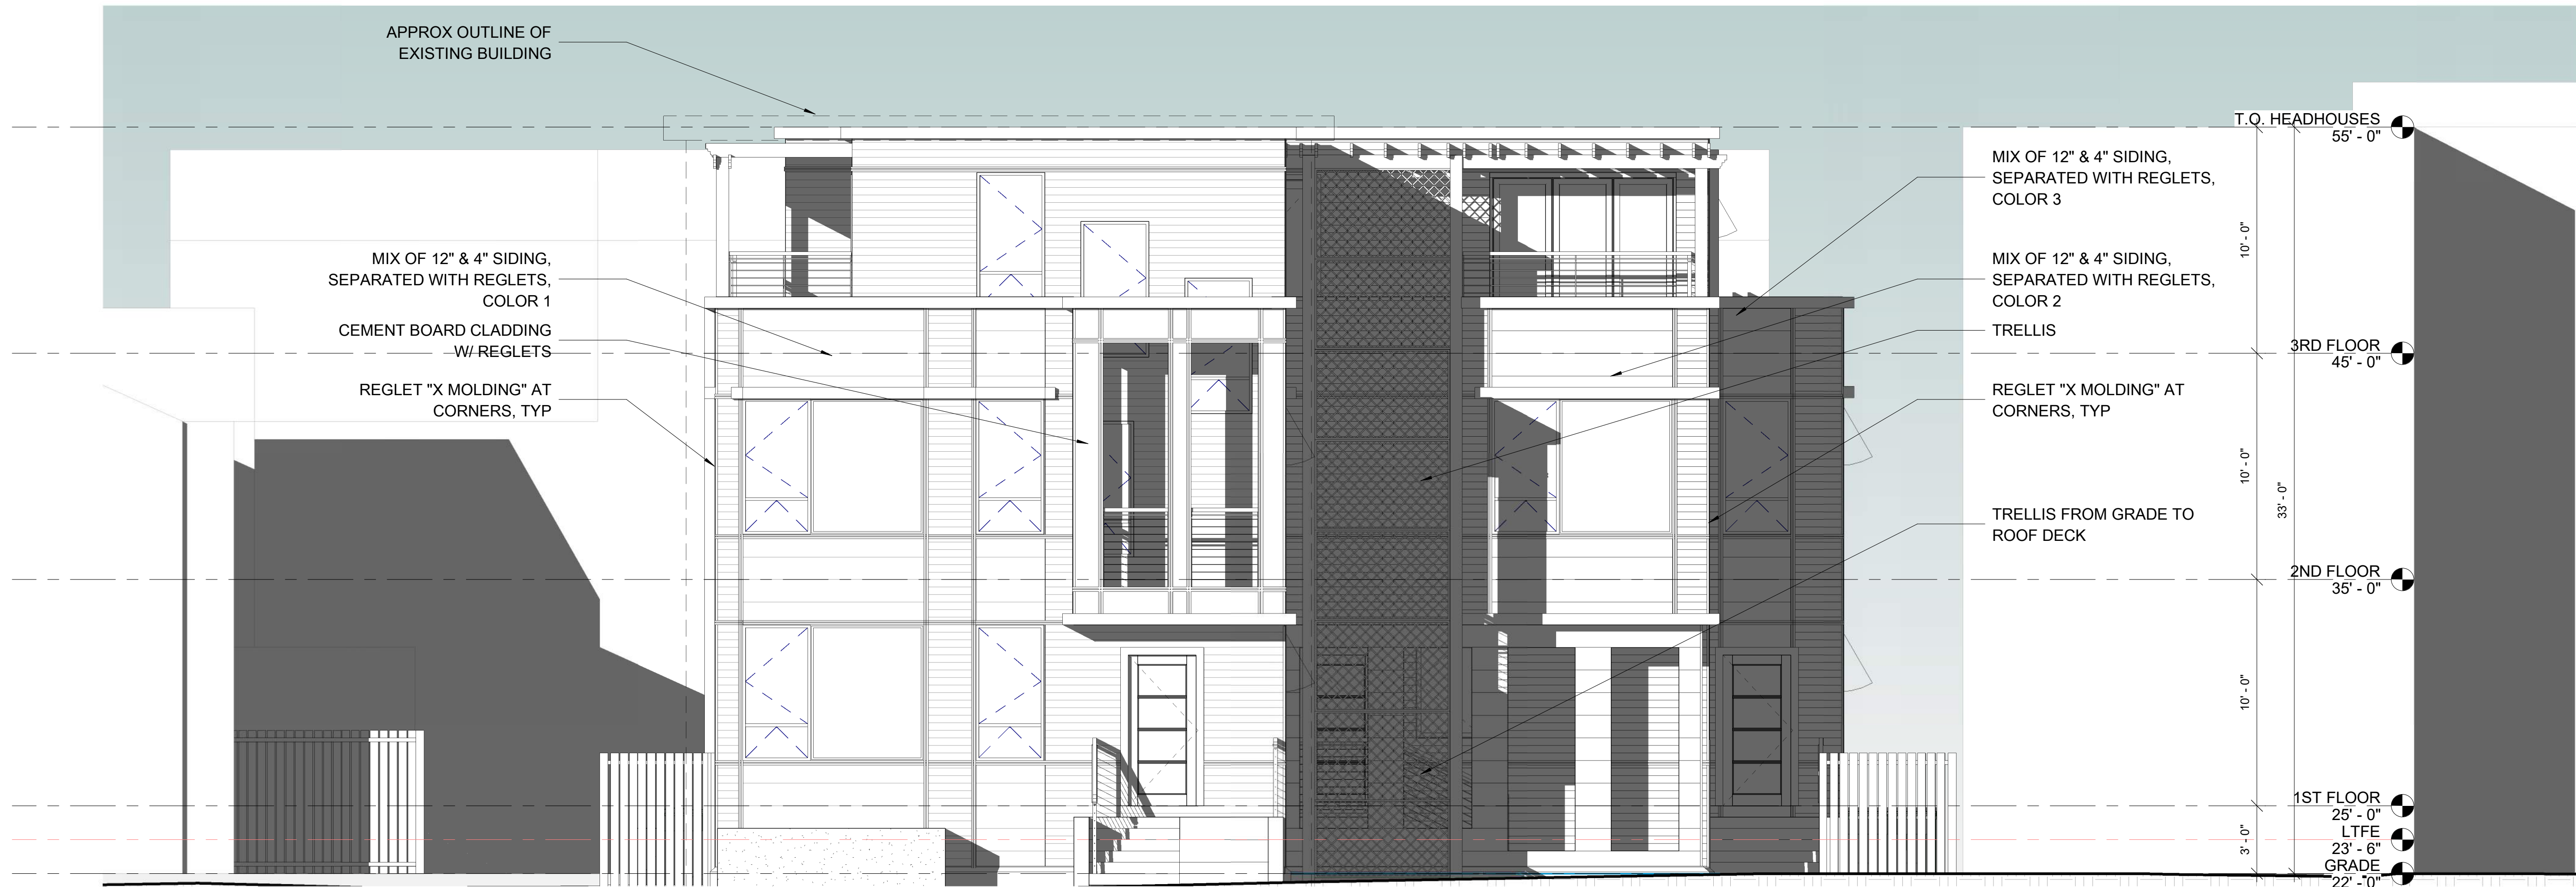 APPROX OUTLINE OF
EXISTING BUILDING
MIX OF 12" & 4" SIDING,
SEPARATED WITH REGLETS,
COLOR 1
CEMENT BOARD CLADDING
W/ REGLETS
REGLET "X MOLDING" AT
CORNERS, TYP
MIX OF 12" & 4" SIDING,
SEPARATED WITH REGLETS,
COLOR 3
MIX OF 12" & 4" SIDING,
SEPARATED WITH REGLETS,
COLOR 2
TRELLIS
REGLET "X MOLDING" AT
CORNERS, TYP
TRELLIS FROM GRADE TO
ROOF DECK
10' - 0"
10' - 0"
10' - 0"
3' - 0"
33' - 0"
T.O. HEADHOUSES
55' - 0"
3RD FLOOR
45' - 0"
2ND FLOOR
35' - 0"
1ST FLOOR
25' - 0"
LTFE
23' - 6"
GRADE
22' - 0"